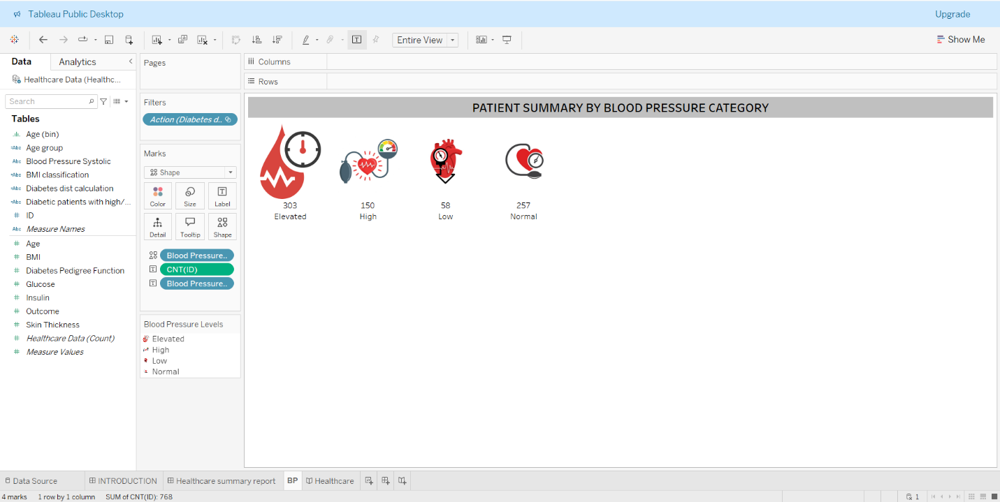 Tableau Public Desktop
Upgrade
Entire View
Show Me
Data
Analytics
Healthcare Data (Healthc...
Search
Tables
Age (bin)
Age group
Blood Pressure Systolic
BMI classification
Diabetes dist calculation
Diabetic patients with high/...
ID
Measure Names
Age
BMI
Diabetes Pedigree Function
Glucose
Insulin
Outcome
Skin Thickness
Healthcare Data (Count)
Measure Values
Pages
Filters
Action (Diabetes d..
Marks
Shape
Color Size Label
Detail Tooltip Shape
Blood Pressure..
CNT(ID)
Blood Pressure..
Blood Pressure Levels
Elevated
High
Low
Normal
Columns
Rows
PATIENT SUMMARY BY BLOOD PRESSURE CATEGORY
303 150 58 257
Elevated High Low Normal
Data Source INTRODUCTION Healthcare summary report BP Healthcare
4 marks 1 row by 1 column SUM of CNT(ID): 768 1